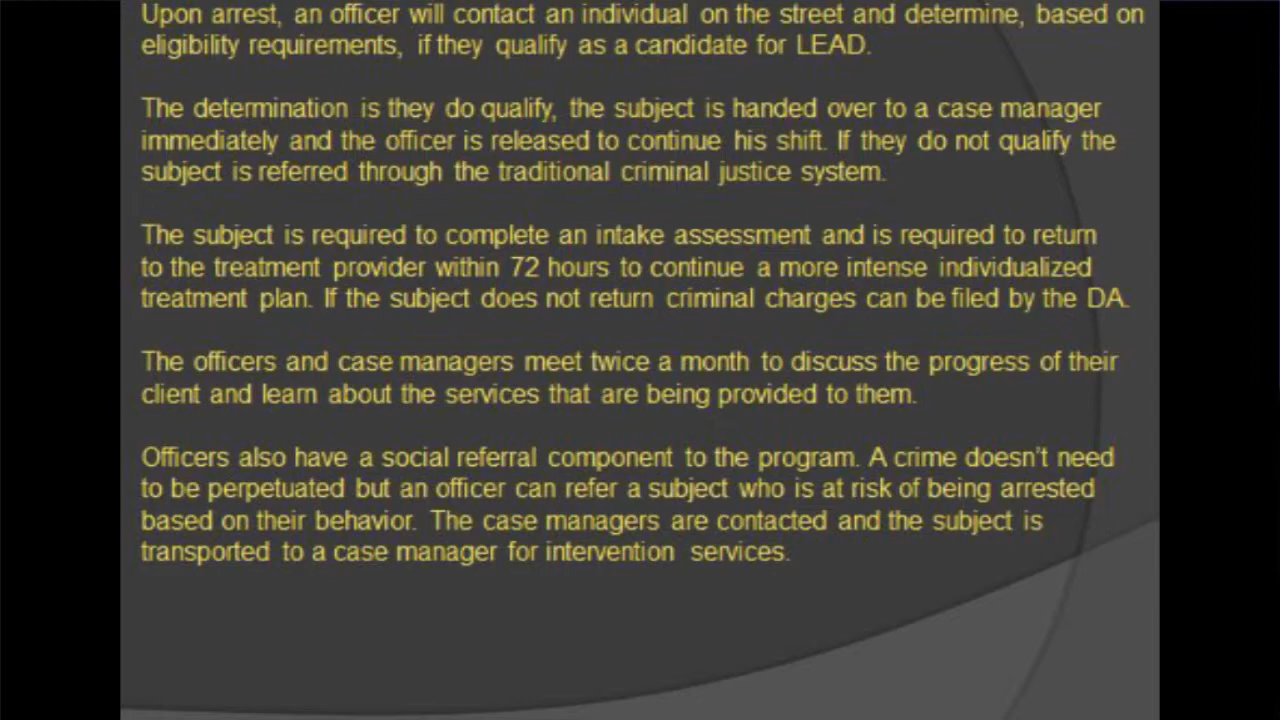 Upon arrest, an officer will contact an individual on the street and determine, based on
eligibility requirements, if they qualify as a candidate for LEAD.
The determination is they do qualify, the subject is handed over to a case manager
immediately and the officer is released to continue his shift. If they do not qualify the
subject is referred through the traditional criminal justice system.
The subject is required to complete an intake assessment and is required to return
to the treatment provider within 72 hours to continue a more intense individualized
treatment plan. If the subject does not return criminal charges can be filed by the DA.
The officers and case managers meet twice a month to discuss the progress of their
client and learn about the services that are being provided to them.
Officers also have a social referral component to the program. A crime doesn't need
to be perpetuated but an officer can refer a subject who is at risk of being arrested
based on their behavior. The case managers are contacted and the subject is
transported to a case manager for intervention services.